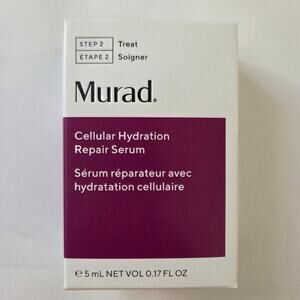 STEP 2 Treat
ÉTAPE 2 Soigner
Murad.
Cellular Hydration
Repair Serum
Sérum réparateur avec
hydratation cellulaire
℮ 5 mL NET VOL 0.17 FL OZ